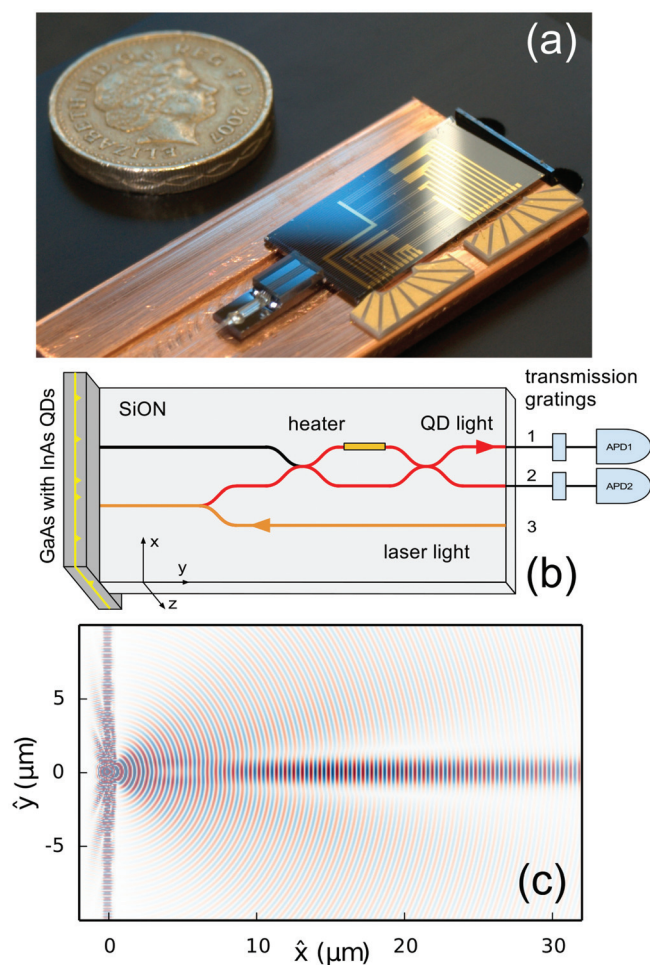 (a)
ELIZABETH II D G REG F D 2007
transmission
gratings
GaAs with InAs QDs
SiON
heater
QD light
1
APD1
2
APD2
3
laser light
x
y
z
(b)
5
0
-5
ŷ (μm)
0
10
20
30
x̂ (μm)
(c)